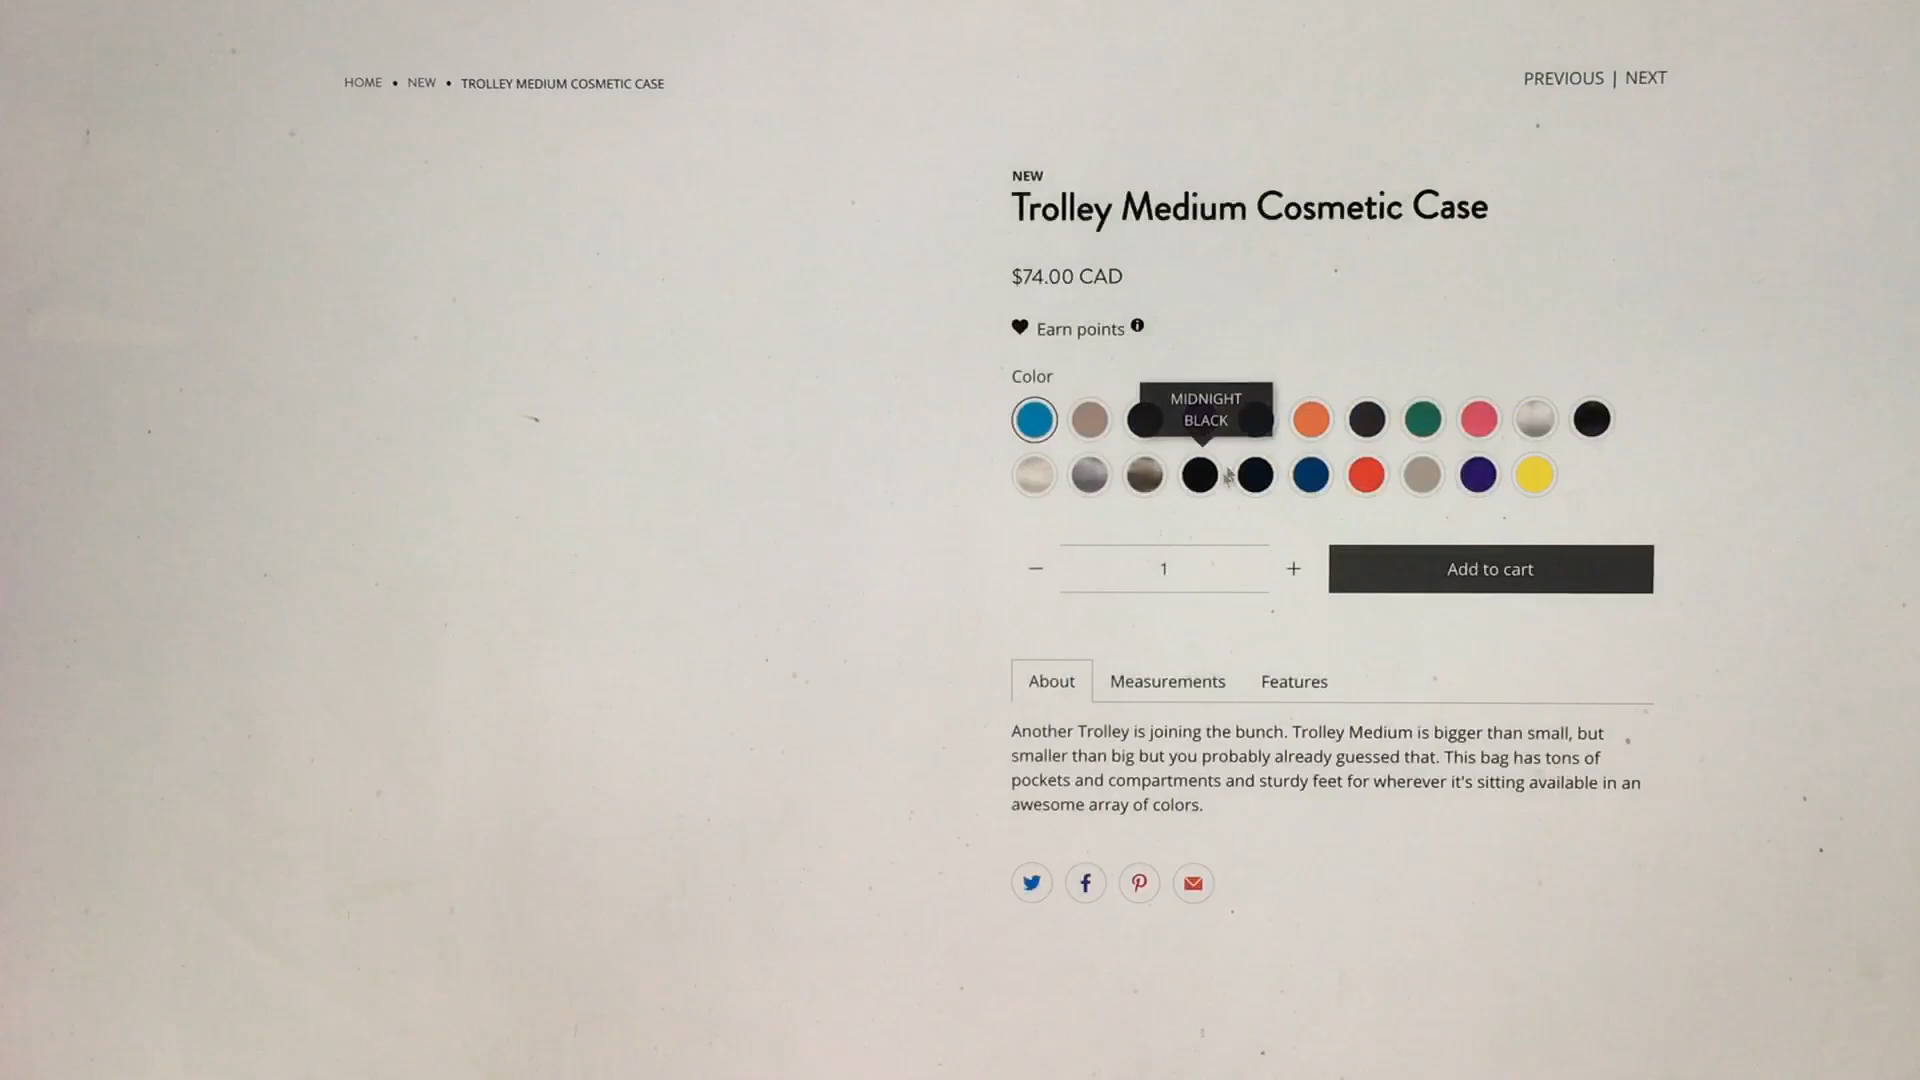 HOME • NEW • TROLLEY MEDIUM COSMETIC CASE
PREVIOUS | NEXT
NEW
Trolley Medium Cosmetic Case
$74.00 CAD
Earn points
Color
MIDNIGHT
BLACK
− 1 + Add to cart
About Measurements Features
Another Trolley is joining the bunch. Trolley Medium is bigger than small, but
smaller than big but you probably already guessed that. This bag has tons of
pockets and compartments and sturdy feet for wherever it's sitting available in an
awesome array of colors.